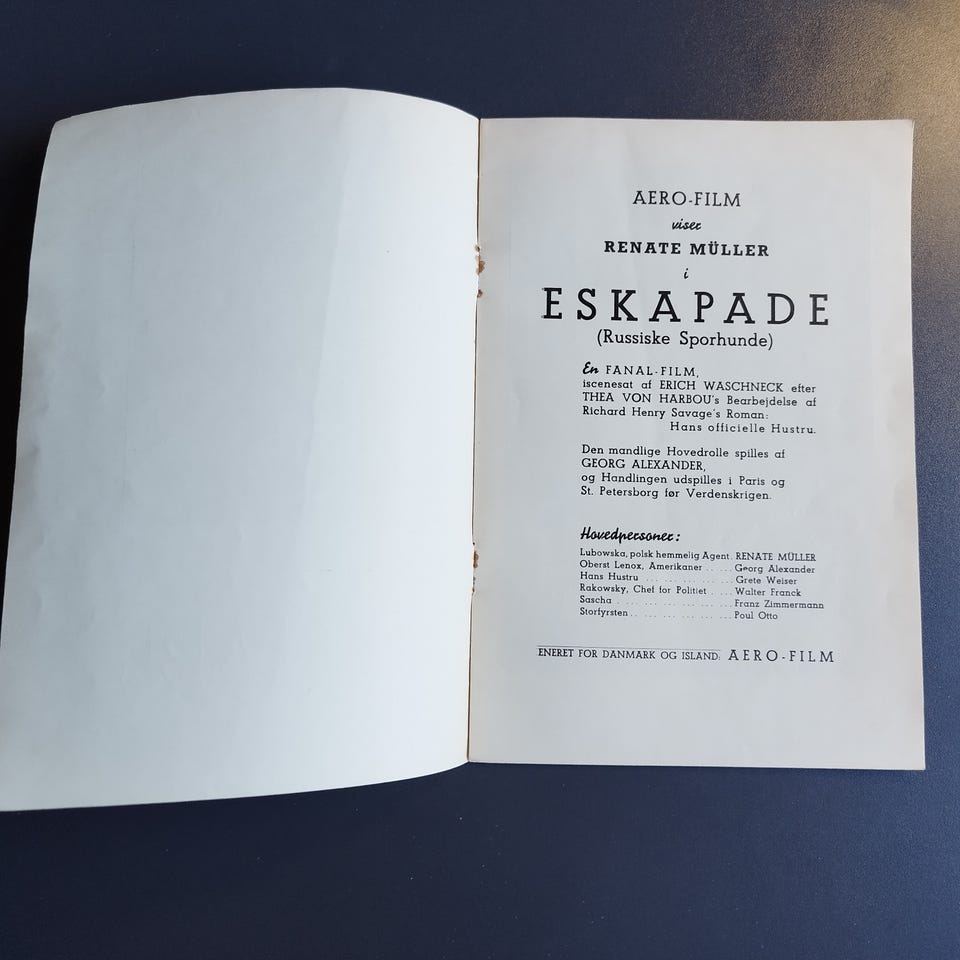 AERO-FILM
viser
RENATE MÜLLER
i
ESKAPADE
(Russiske Sporhunde)
En FANAL-FILM,
iscenesat af ERICH WASCHNECK efter
THEA VON HARBOU's Bearbejdelse af
Richard Henry Savage's Roman:
Hans officielle Hustru.
Den mandlige Hovedrolle spilles af
GEORG ALEXANDER,
og Handlingen udspilles i Paris og
St. Petersborg før Verdenskrigen.
Hovedpersoner:
Lubowska, polsk hemmelig Agent. RENATE MÜLLER
Oberst Lenox, Amerikaner ..... Georg Alexander
Hans Hustru ... ... ... ... ... Grete Weiser
Rakowsky, Chef for Politiet . ... Walter Franck
Sascha . ... ... ... ... ... ... Franz Zimmermann
Storfyrsten .. ... ... ... ... ... Poul Otto
ENERET FOR DANMARK OG ISLAND: AERO-FILM